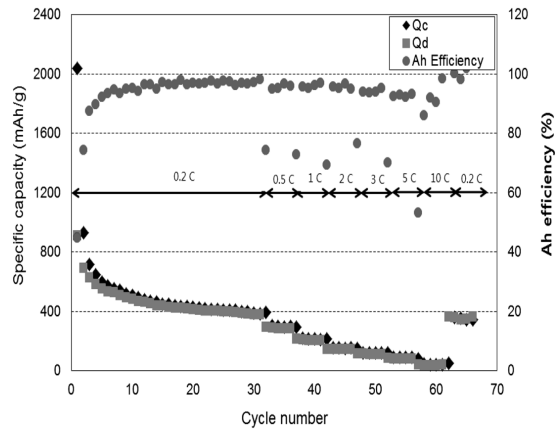 2400
2000
1600
1200
800
400
0
Specific capacity (mAh/g)
120
100
80
60
40
20
0
Ah efficiency (%)
Qc
Qd
Ah Efficiency
0.2 C
0.5 C
1 C
2 C
3 C
5 C
10 C
0.2 C
0 10 20 30 40 50 60 70
Cycle number